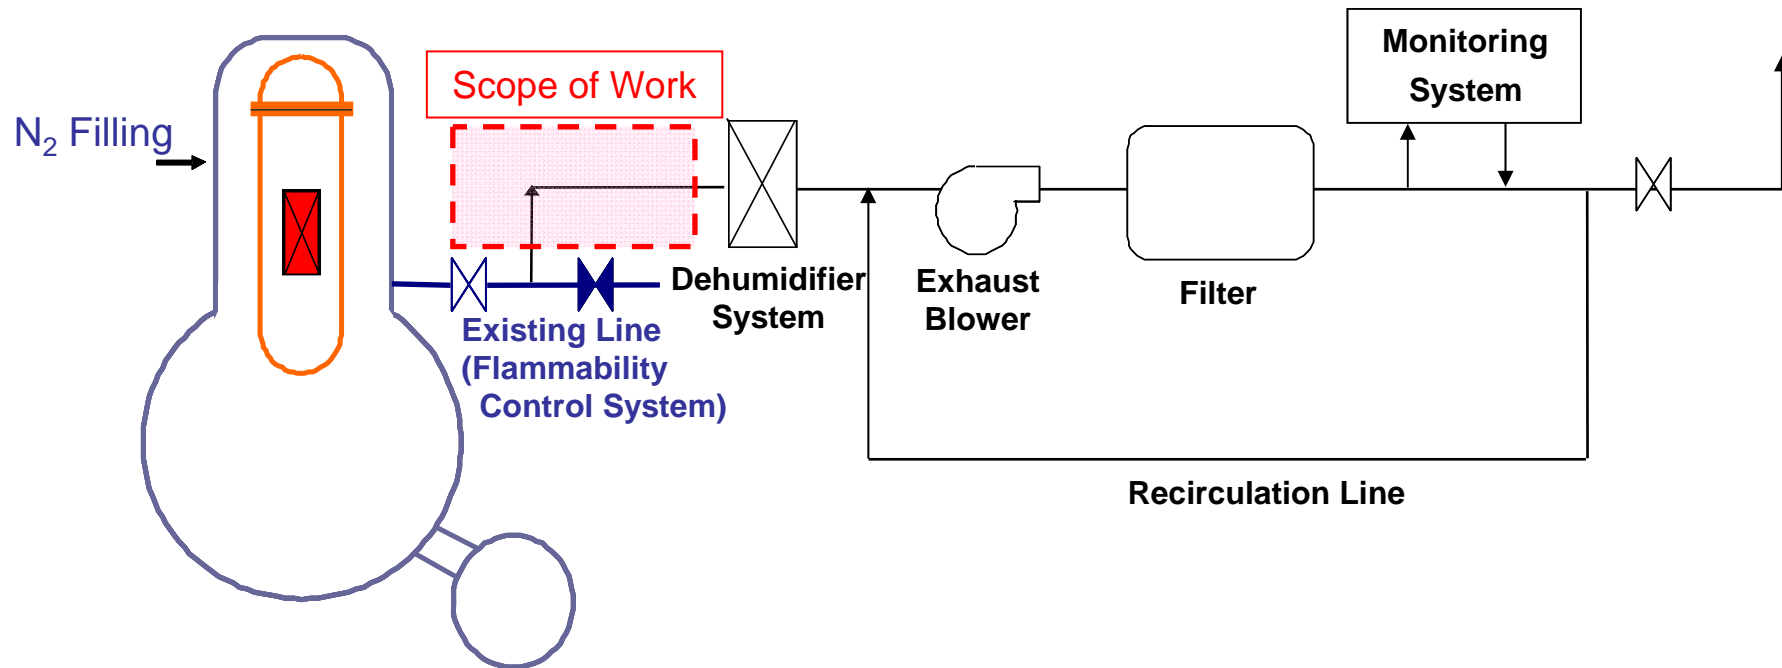 N₂ Filling
Scope of Work
Monitoring
System
Dehumidifier
System
Exhaust
Blower
Filter
Existing Line
(Flammability
Control System)
Recirculation Line